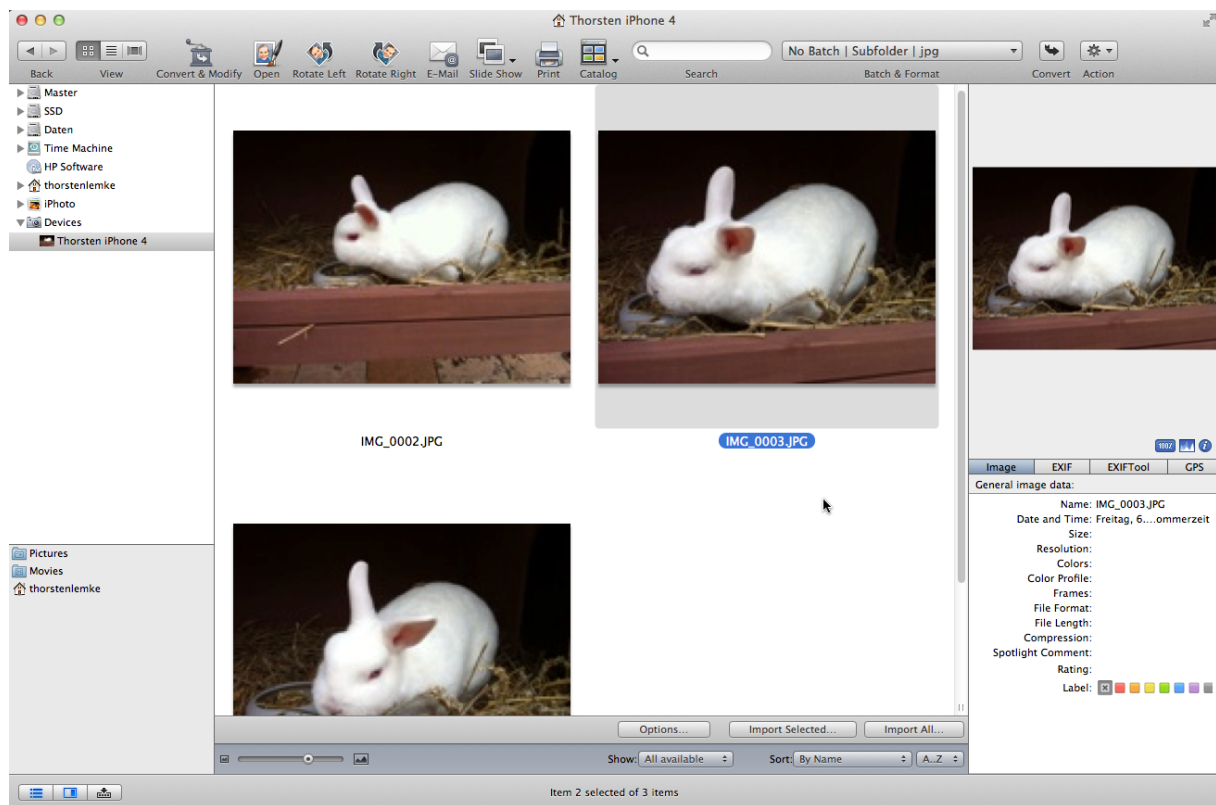 Thorsten iPhone 4
Back View Convert & Modify Open Rotate Left Rotate Right E-Mail Slide Show Print Catalog Search Batch & Format Convert Action
No Batch | Subfolder | jpg
Master
SSD
Daten
Time Machine
HP Software
thorstenlemke
iPhoto
Devices
Thorsten iPhone 4
Pictures
Movies
thorstenlemke
IMG_0002.JPG
IMG_0003.JPG
Options... Import Selected... Import All...
Show: All available Sort: By Name A..Z
100%
Image EXIF EXIFTool GPS
General image data:
Name: IMG_0003.JPG
Date and Time: Freitag, 6....ommerzeit
Size:
Resolution:
Colors:
Color Profile:
Frames:
File Format:
File Length:
Compression:
Spotlight Comment:
Rating:
Label:
Item 2 selected of 3 items